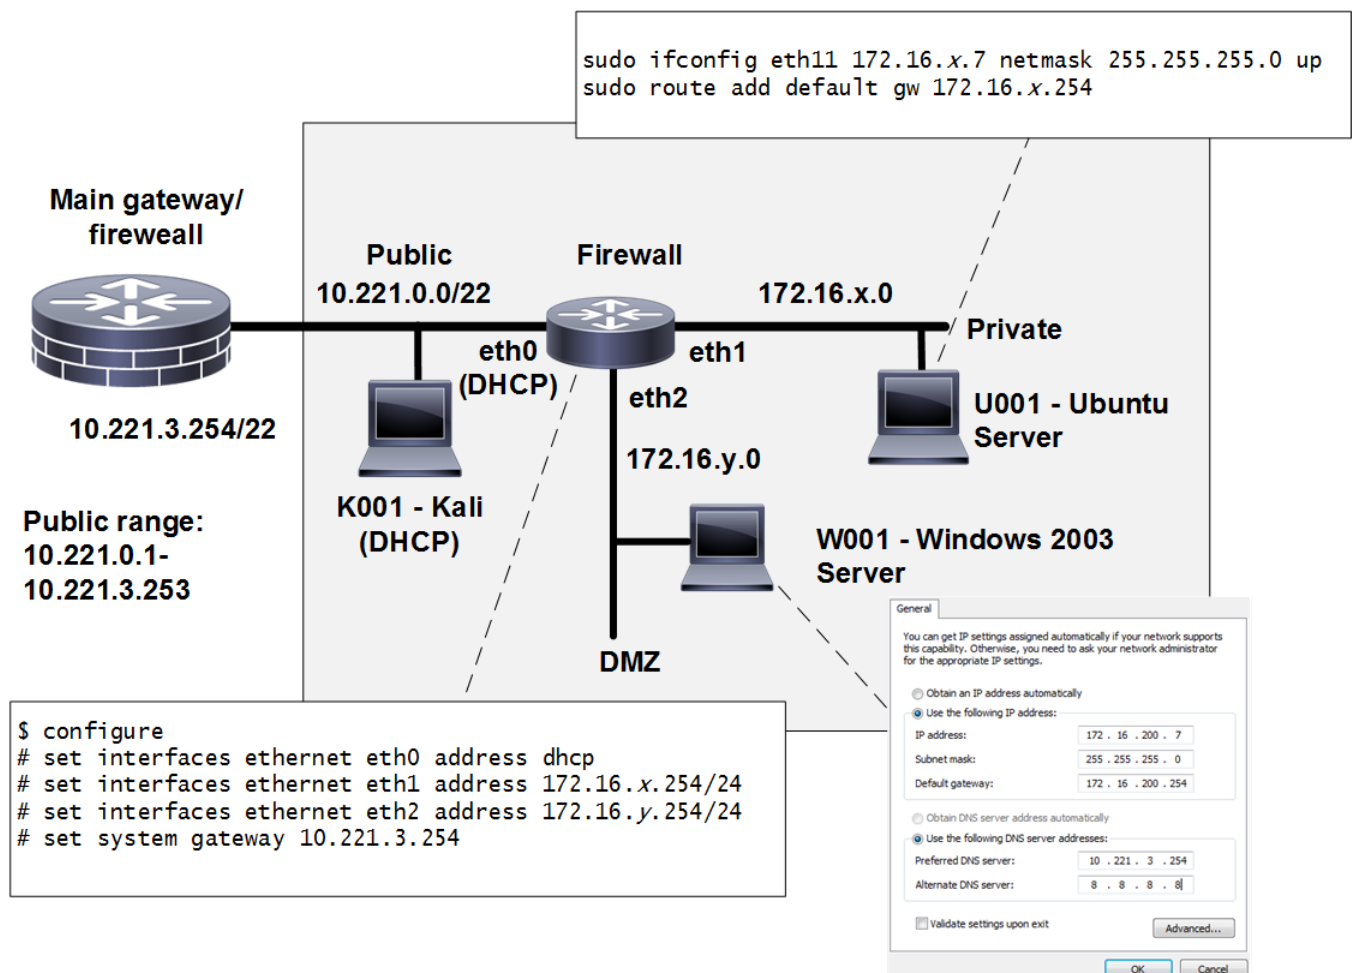 sudo ifconfig eth11 172.16.x.7 netmask 255.255.255.0 up
sudo route add default gw 172.16.x.254
Main gateway/
fireweall
Public
10.221.0.0/22
Firewall
172.16.x.0
Private
eth0
(DHCP)
eth1
eth2
10.221.3.254/22
U001 - Ubuntu
Server
172.16.y.0
K001 - Kali
(DHCP)
Public range:
10.221.0.1-
10.221.3.253
W001 - Windows 2003
Server
DMZ
$ configure
# set interfaces ethernet eth0 address dhcp
# set interfaces ethernet eth1 address 172.16.x.254/24
# set interfaces ethernet eth2 address 172.16.y.254/24
# set system gateway 10.221.3.254
General
You can get IP settings assigned automatically if your network supports
this capability. Otherwise, you need to ask your network administrator
for the appropriate IP settings.
Obtain an IP address automatically
Use the following IP address:
IP address: 172 . 16 . 200 . 7
Subnet mask: 255 . 255 . 255 . 0
Default gateway: 172 . 16 . 200 . 254
Obtain DNS server address automatically
Use the following DNS server addresses:
Preferred DNS server: 10 . 221 . 3 . 254
Alternate DNS server: 8 . 8 . 8 . 8
Validate settings upon exit
Advanced...
OK
Cancel